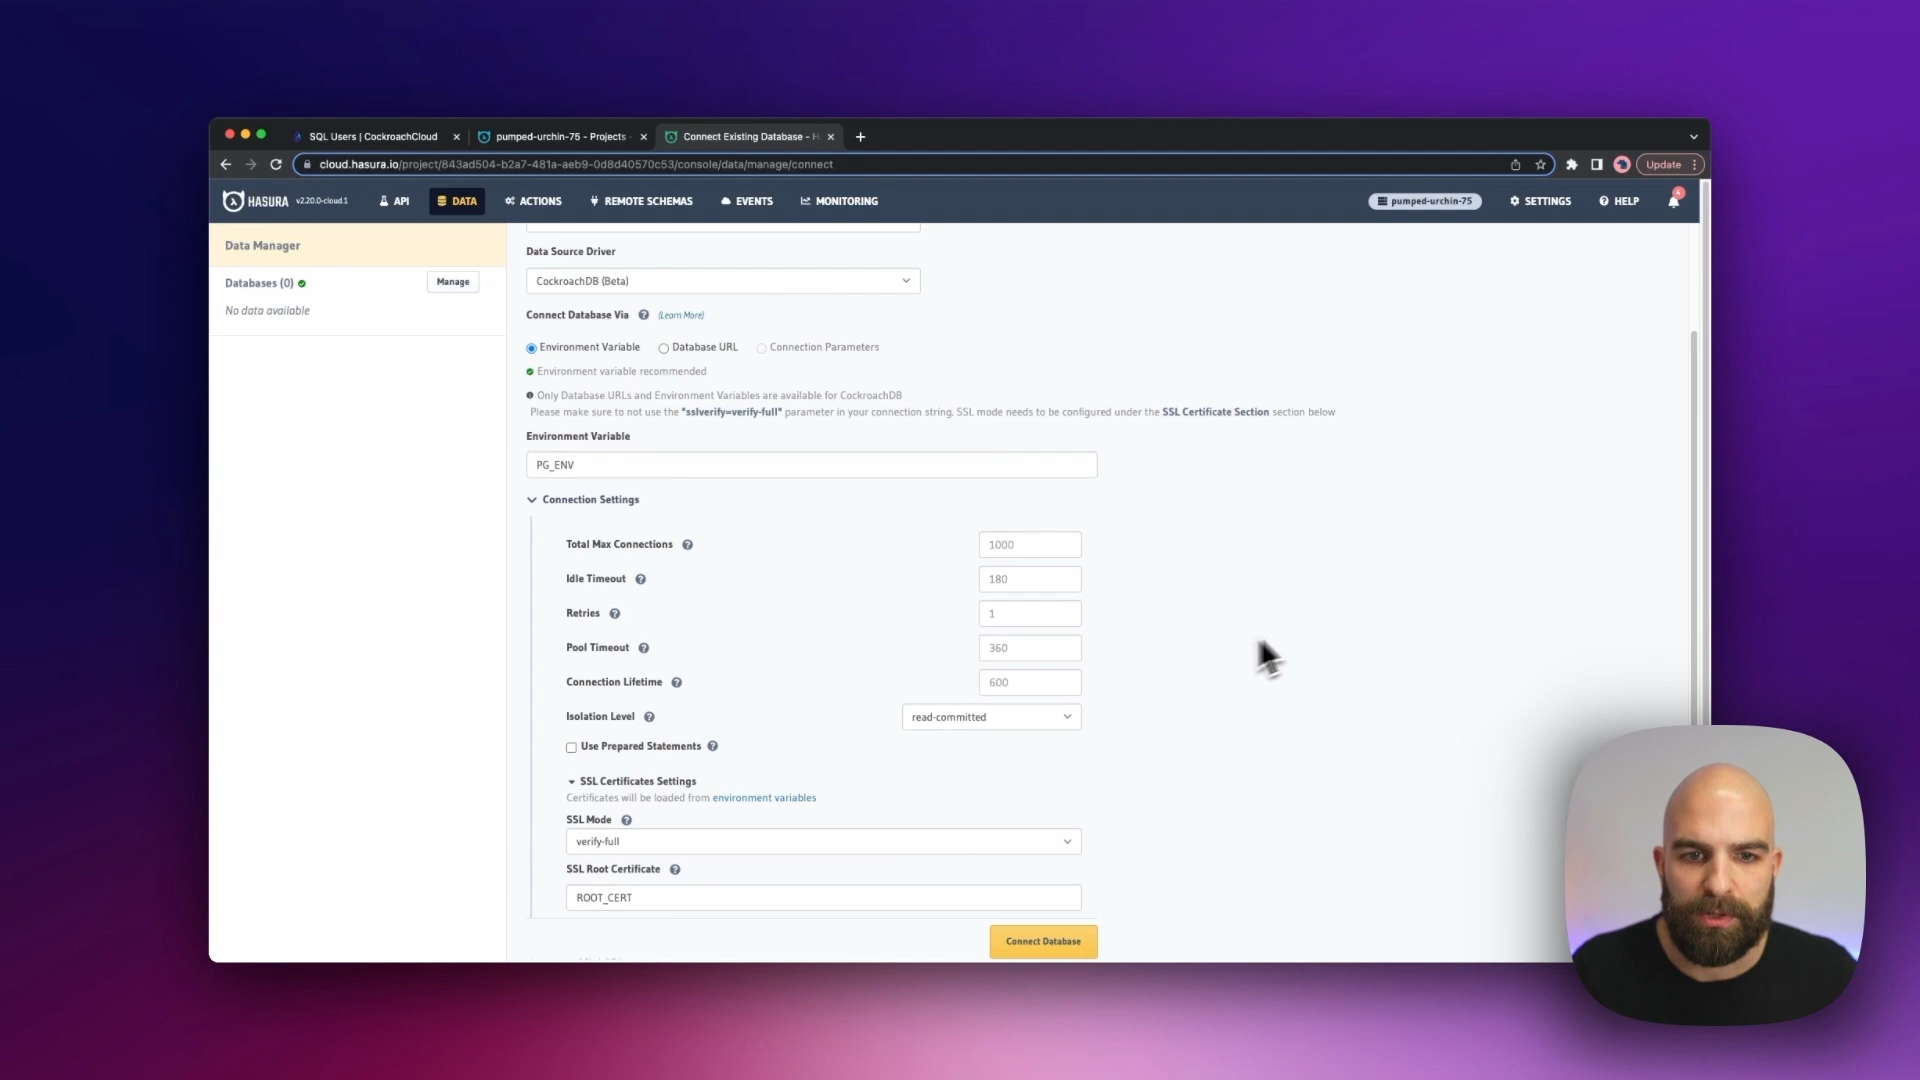 SQL Users | CockroachCloud
pumped-urchin-75 - Projects -
Connect Existing Database - H
cloud.hasura.io/project/843ad504-b2a7-481a-aeb9-0d8d40570c53/console/data/manage/connect
Update
HASURA v2.20.0-cloud.1
API
DATA
ACTIONS
REMOTE SCHEMAS
EVENTS
MONITORING
pumped-urchin-75
SETTINGS
HELP
Data Manager
Databases (0)
Manage
No data available
Data Source Driver
CockroachDB (Beta)
Connect Database Via (Learn More)
Environment Variable Database URL Connection Parameters
Environment variable recommended
Only Database URLs and Environment Variables are available for CockroachDB
Please make sure to not use the "sslverify=verify-full" parameter in your connection string. SSL mode needs to be configured under the SSL Certificate Section section below
Environment Variable
PG_ENV
Connection Settings
Total Max Connections 1000
Idle Timeout 180
Retries 1
Pool Timeout 360
Connection Lifetime 600
Isolation Level read-committed
Use Prepared Statements
SSL Certificates Settings
Certificates will be loaded from environment variables
SSL Mode
verify-full
SSL Root Certificate
ROOT_CERT
Connect Database